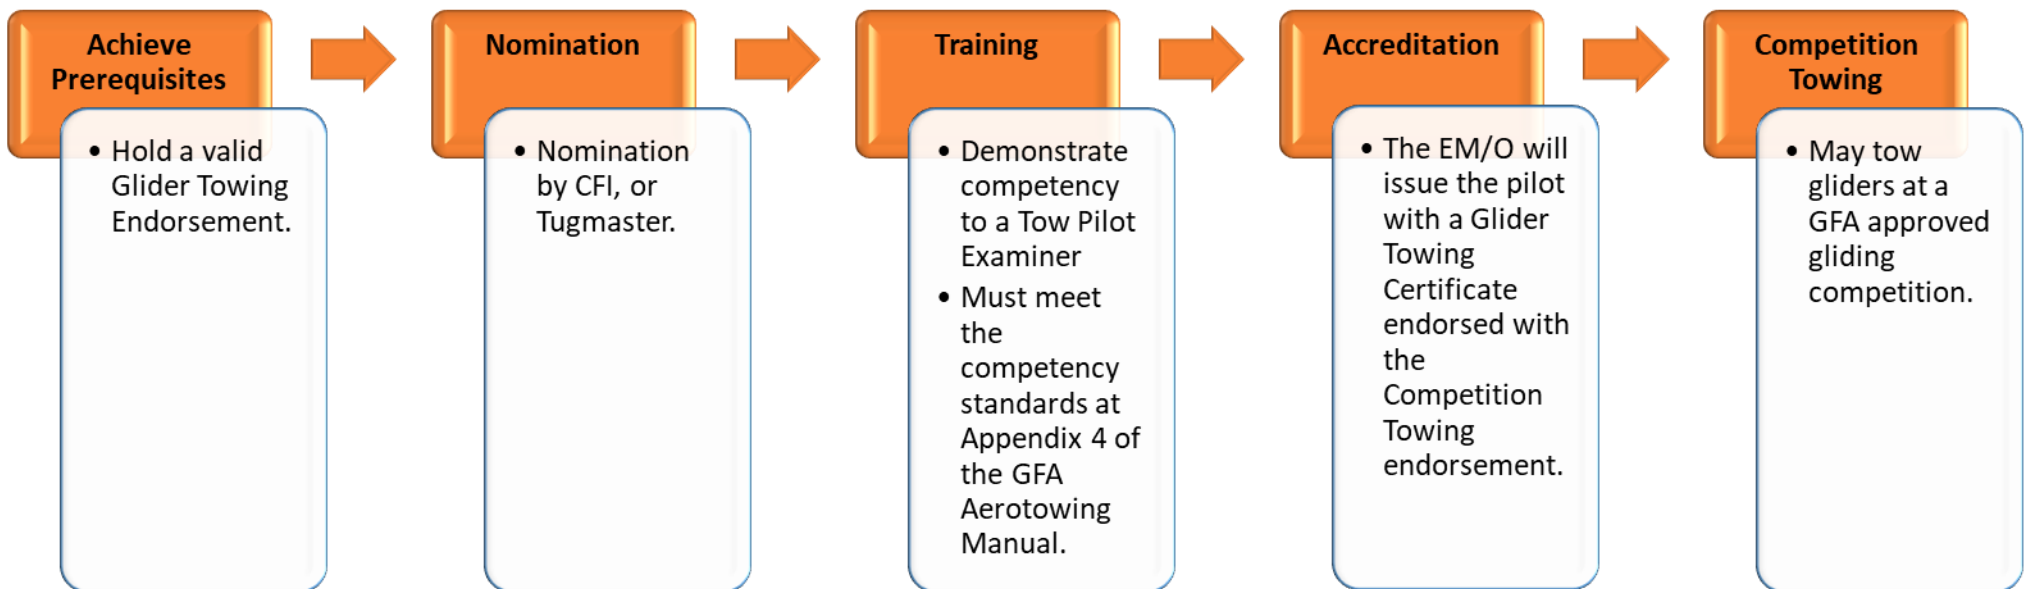 Achieve
Prerequisites
• Hold a valid
Glider Towing
Endorsement.
Nomination
• Nomination
by CFI, or
Tugmaster.
Training
• Demonstrate
competency
to a Tow Pilot
Examiner
• Must meet
the
competency
standards at
Appendix 4 of
the GFA
Aerotowing
Manual.
Accreditation
• The EM/O will
issue the pilot
with a Glider
Towing
Certificate
endorsed with
the
Competition
Towing
endorsement.
Competition
Towing
• May tow
gliders at a
GFA approved
gliding
competition.